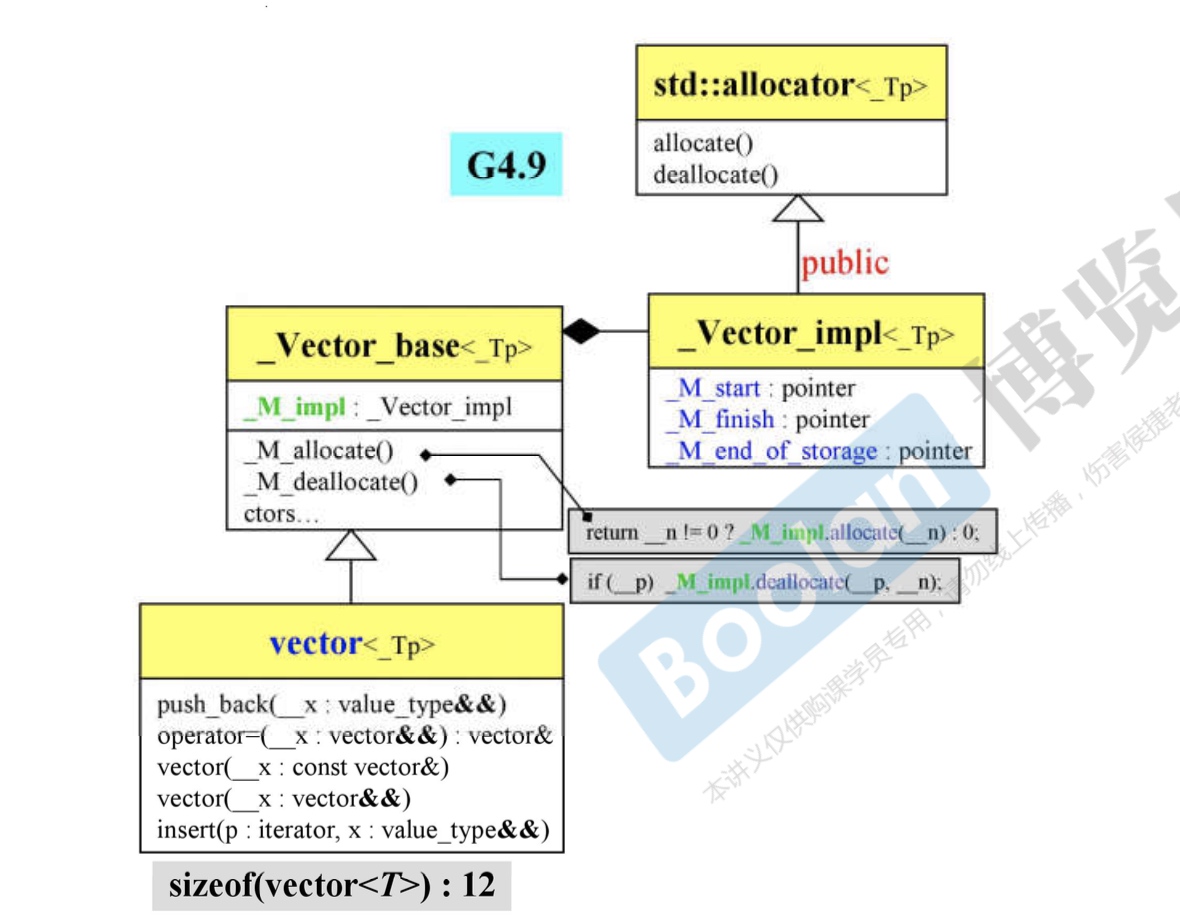 std::allocator<_Tp>
allocate()
deallocate()
G4.9
public
_Vector_base<_Tp>
_M_impl : _Vector_impl
_M_allocate()
_M_deallocate()
ctors…
_Vector_impl<_Tp>
_M_start : pointer
_M_finish : pointer
_M_end_of_storage : pointer
return __n != 0 ? _M_impl.allocate(__n) : 0;
if (__p) _M_impl.deallocate(__p, __n);
vector<_Tp>
push_back(__x : value_type&&)
operator=(__x : vector&&) : vector&
vector(__x : const vector&)
vector(__x : vector&&)
insert(p : iterator, x : value_type&&)
sizeof(vector<T>) : 12
Boolan
博览
本讲义仅供购课学员专用,请勿线上传播,伤害侯捷老